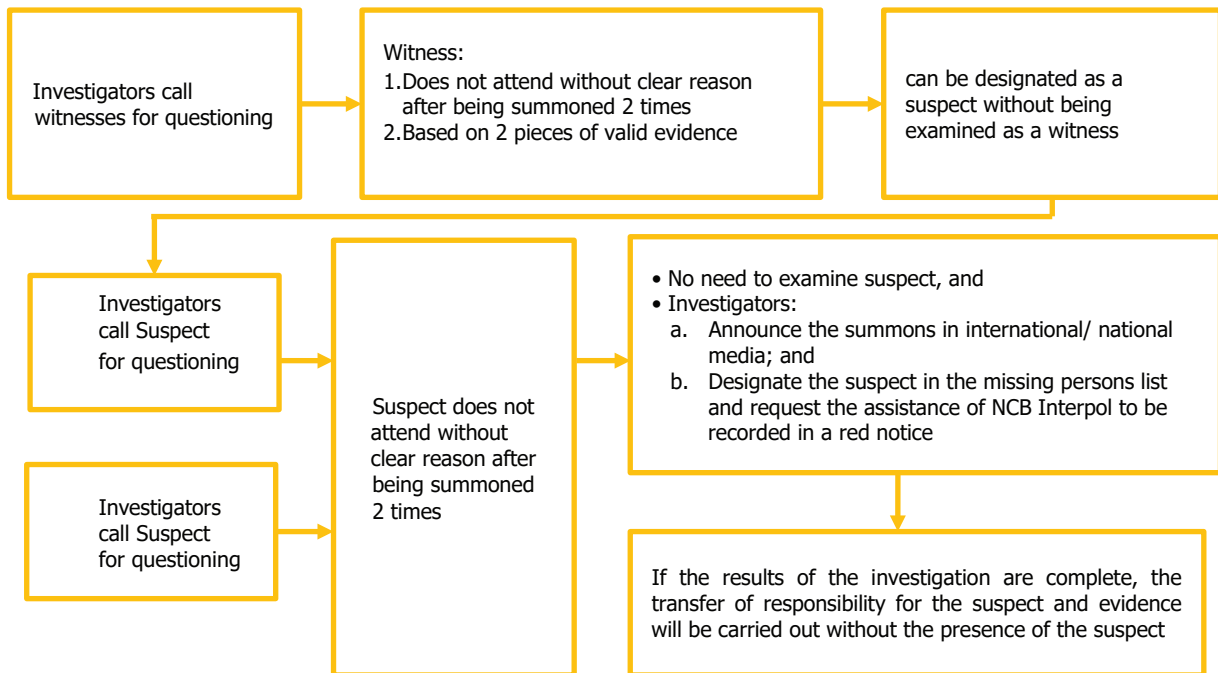 Investigators call
witnesses for questioning
Witness:
1.Does not attend without clear reason
after being summoned 2 times
2.Based on 2 pieces of valid evidence
can be designated as a
suspect without being
examined as a witness
Investigators
call Suspect
for questioning
Investigators
call Suspect
for questioning
Suspect does not
attend without
clear reason after
being summoned
2 times
• No need to examine suspect, and
• Investigators:
a. Announce the summons in international/ national
media; and
b. Designate the suspect in the missing persons list
and request the assistance of NCB Interpol to be
recorded in a red notice
If the results of the investigation are complete, the
transfer of responsibility for the suspect and evidence
will be carried out without the presence of the suspect